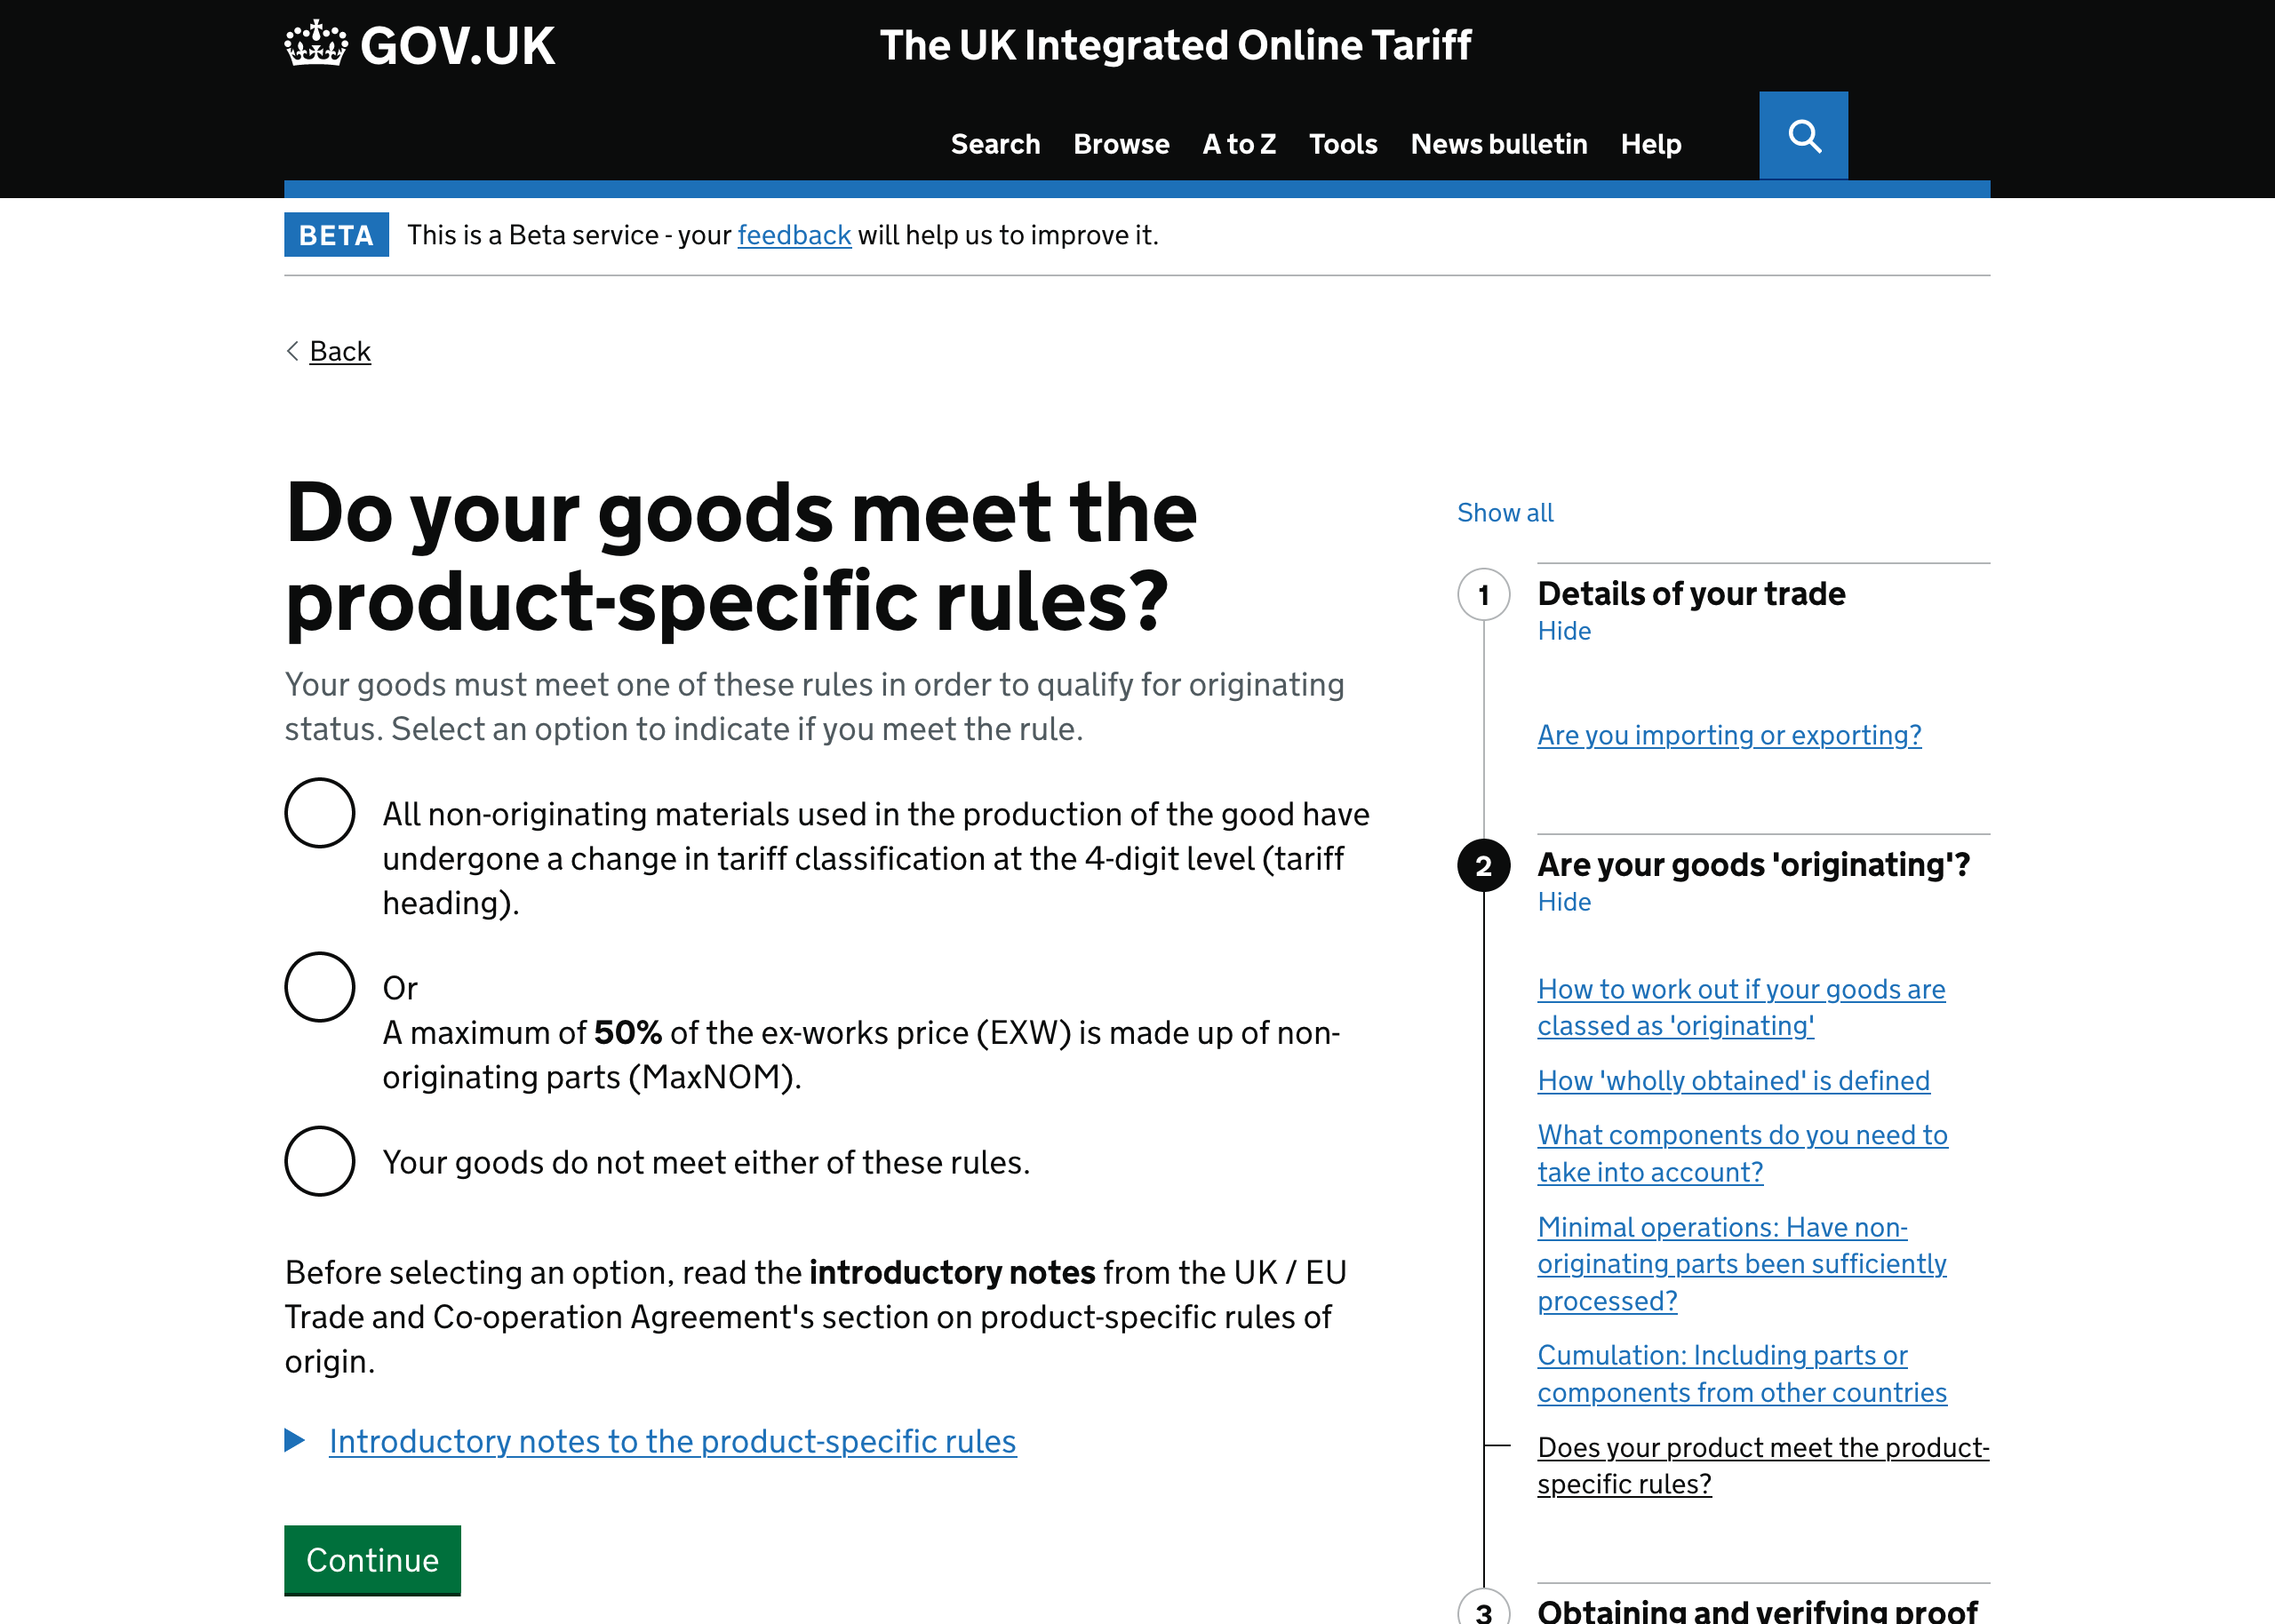 GOV.UK
The UK Integrated Online Tariff
Search Browse A to Z Tools News bulletin Help
BETA This is a Beta service - your feedback will help us to improve it.
Back
Do your goods meet the
product-specific rules?
Your goods must meet one of these rules in order to qualify for originating
status. Select an option to indicate if you meet the rule.
All non-originating materials used in the production of the good have
undergone a change in tariff classification at the 4-digit level (tariff
heading).
Or
A maximum of 50% of the ex-works price (EXW) is made up of non-
originating parts (MaxNOM).
Your goods do not meet either of these rules.
Before selecting an option, read the introductory notes from the UK / EU
Trade and Co-operation Agreement's section on product-specific rules of
origin.
Introductory notes to the product-specific rules
Continue
Show all
1 Details of your trade
Hide
Are you importing or exporting?
2 Are your goods 'originating'?
Hide
How to work out if your goods are
classed as 'originating'
How 'wholly obtained' is defined
What components do you need to
take into account?
Minimal operations: Have non-
originating parts been sufficiently
processed?
Cumulation: Including parts or
components from other countries
Does your product meet the product-
specific rules?
3 Obtaining and verifying proof